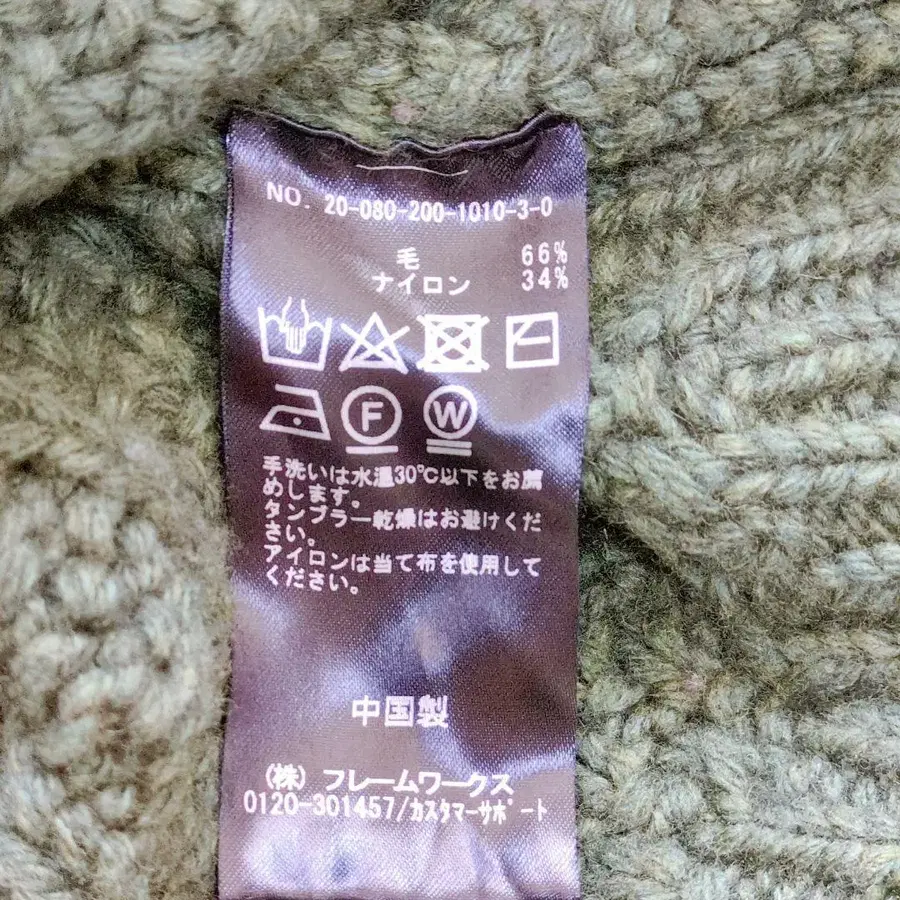 NO. 20-080-200-1010-3-0
毛 66%
ナイロン 34%
F W
手洗いは水温30℃以下をお薦
めします。
タンブラー乾燥はお避けくだ
さい。
アイロンは当て布を使用して
ください。
中国製
(株) フレームワークス
0120-301457/カスタマーサポート